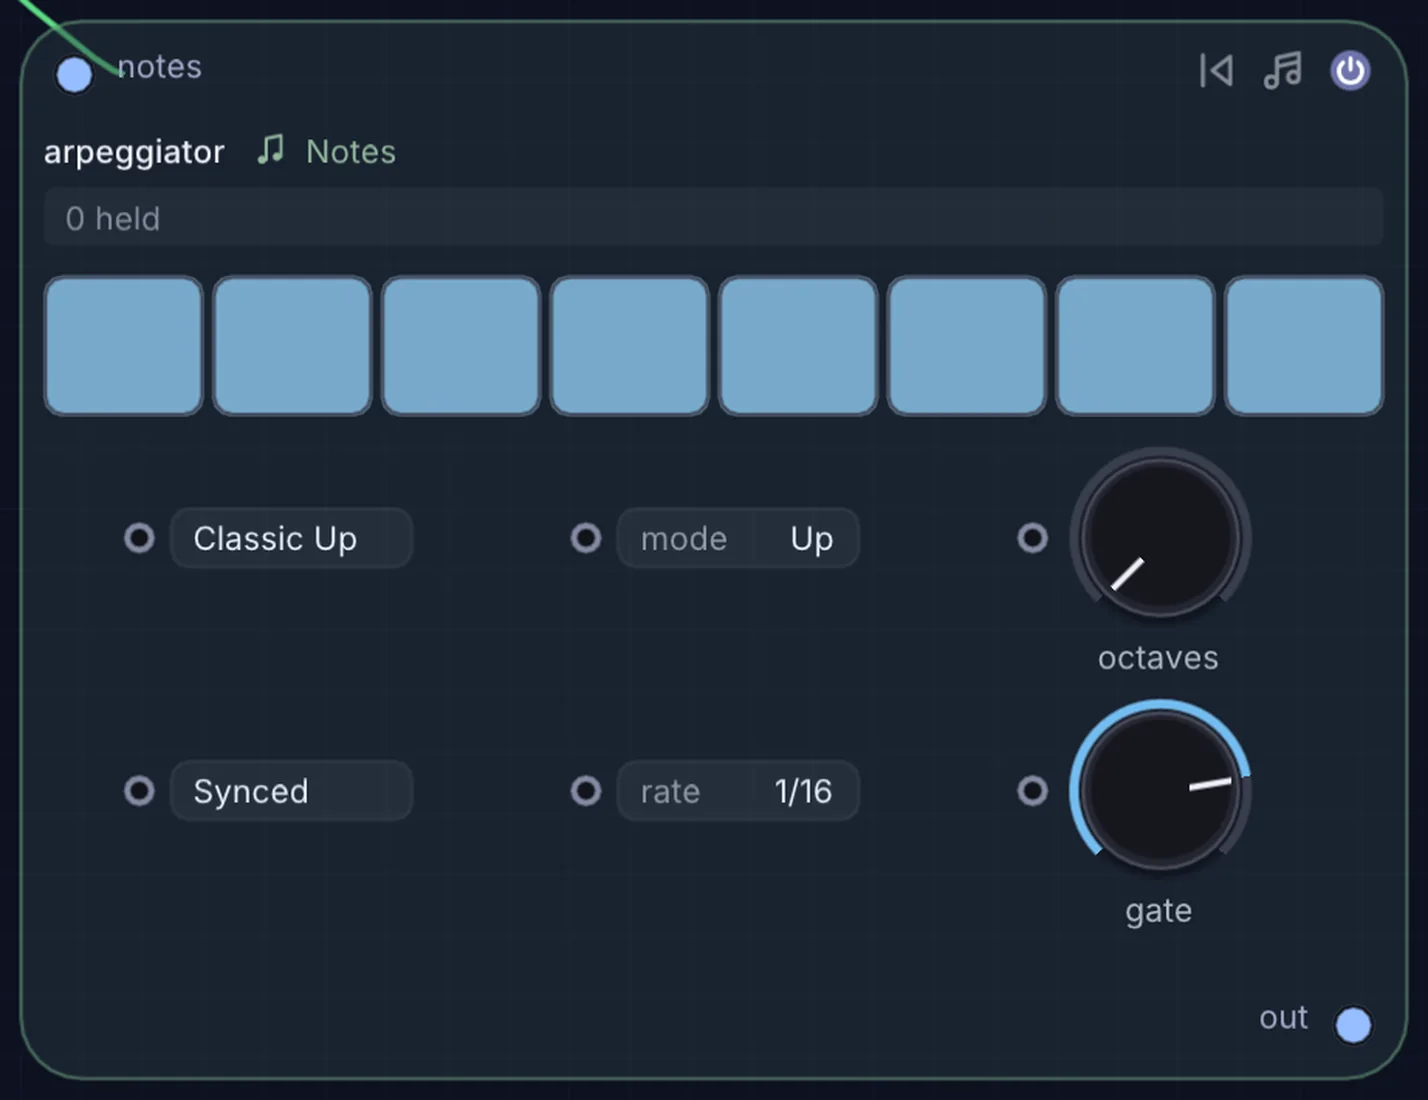 notes
arpeggiator Notes
0 held
Classic Up mode Up
octaves
Synced rate 1/16
gate
out